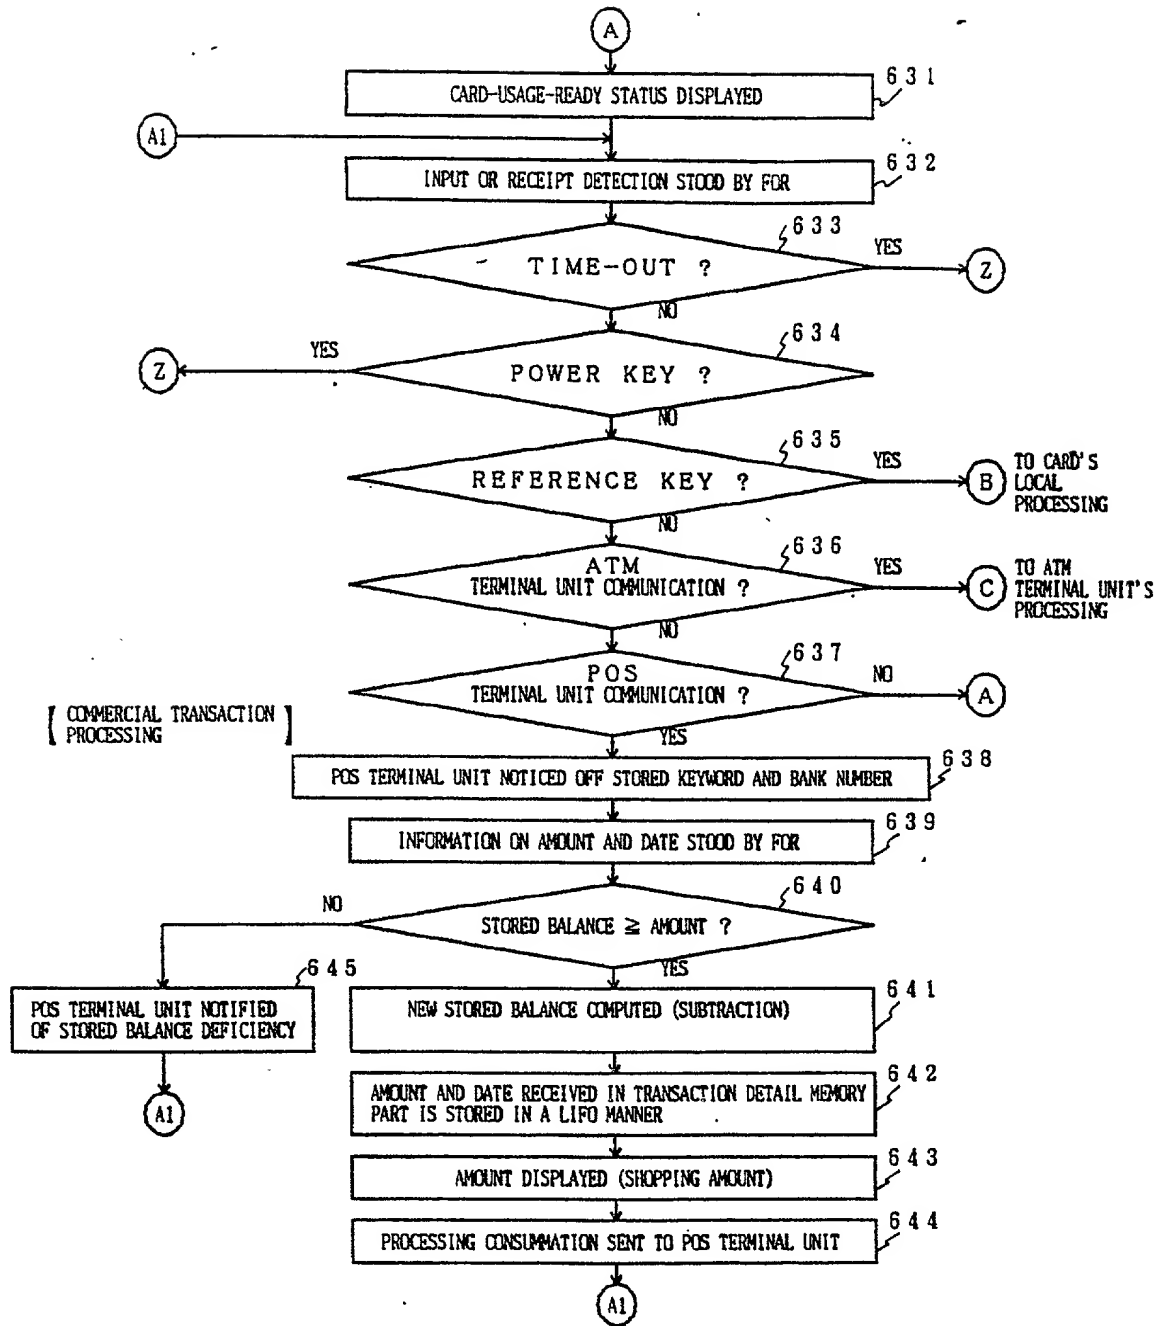 A
631
CARD-USAGE-READY STATUS DISPLAYED
A1
632
INPUT OR RECEIPT DETECTION STOOD BY FOR
633
TIME-OUT ?
YES
Z
NO
634
YES
Z
POWER KEY ?
NO
635
REFERENCE KEY ?
YES
B
TO CARD'S
LOCAL
PROCESSING
NO
636
ATM
TERMINAL UNIT COMMUNICATION ?
YES
C
TO ATM
TERMINAL UNIT'S
PROCESSING
NO
637
POS
TERMINAL UNIT COMMUNICATION ?
NO
A
YES
[ COMMERCIAL TRANSACTION
PROCESSING ]
638
POS TERMINAL UNIT NOTICED OFF STORED KEYWORD AND BANK NUMBER
639
INFORMATION ON AMOUNT AND DATE STOOD BY FOR
640
NO
STORED BALANCE ≧ AMOUNT ?
YES
645
POS TERMINAL UNIT NOTIFIED
OF STORED BALANCE DEFICIENCY
A1
641
NEW STORED BALANCE COMPUTED (SUBTRACTION)
642
AMOUNT AND DATE RECEIVED IN TRANSACTION DETAIL MEMORY
PART IS STORED IN A LIFO MANNER
643
AMOUNT DISPLAYED (SHOPPING AMOUNT)
644
PROCESSING CONSUMMATION SENT TO POS TERMINAL UNIT
A1